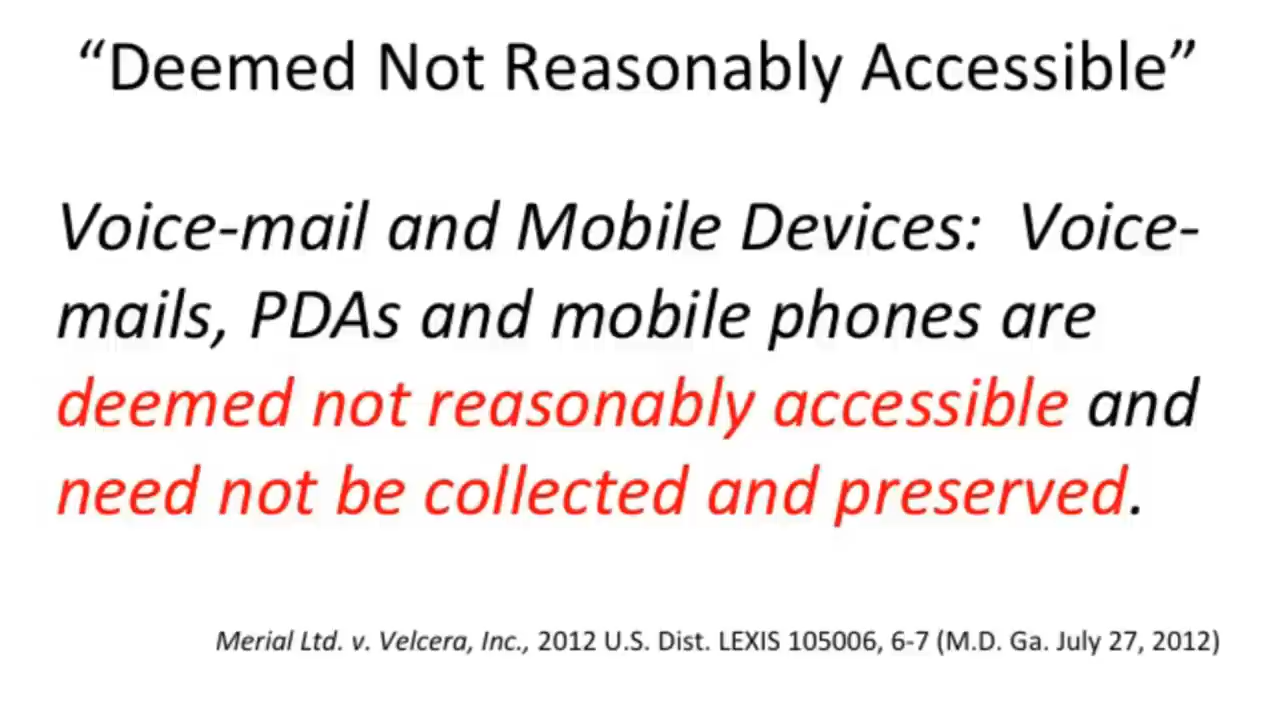 “Deemed Not Reasonably Accessible”
Voice-mail and Mobile Devices:  Voice-
mails, PDAs and mobile phones are
deemed not reasonably accessible and
need not be collected and preserved.
Merial Ltd. v. Velcera, Inc., 2012 U.S. Dist. LEXIS 105006, 6-7 (M.D. Ga. July 27, 2012)